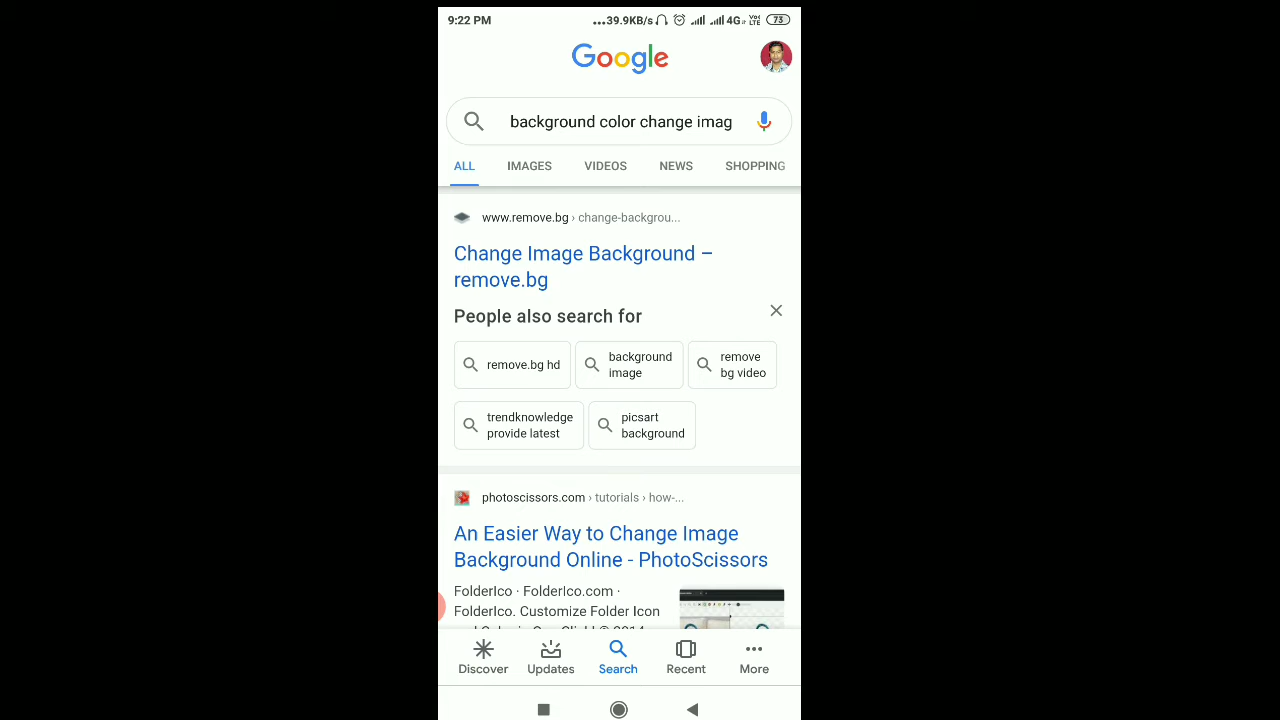 9:22 PM
...39.9KB/s 4G Vo LTE 73
Google
background color change imag
ALL IMAGES VIDEOS NEWS SHOPPING
www.remove.bg › change-backgrou...
Change Image Background –
remove.bg
People also search for
remove.bg hd
background
image
remove
bg video
trendknowledge
provide latest
picsart
background
photoscissors.com › tutorials › how-...
An Easier Way to Change Image
Background Online - PhotoScissors
FolderIco · FolderIco.com ·
FolderIco. Customize Folder Icon
Discover Updates Search Recent More